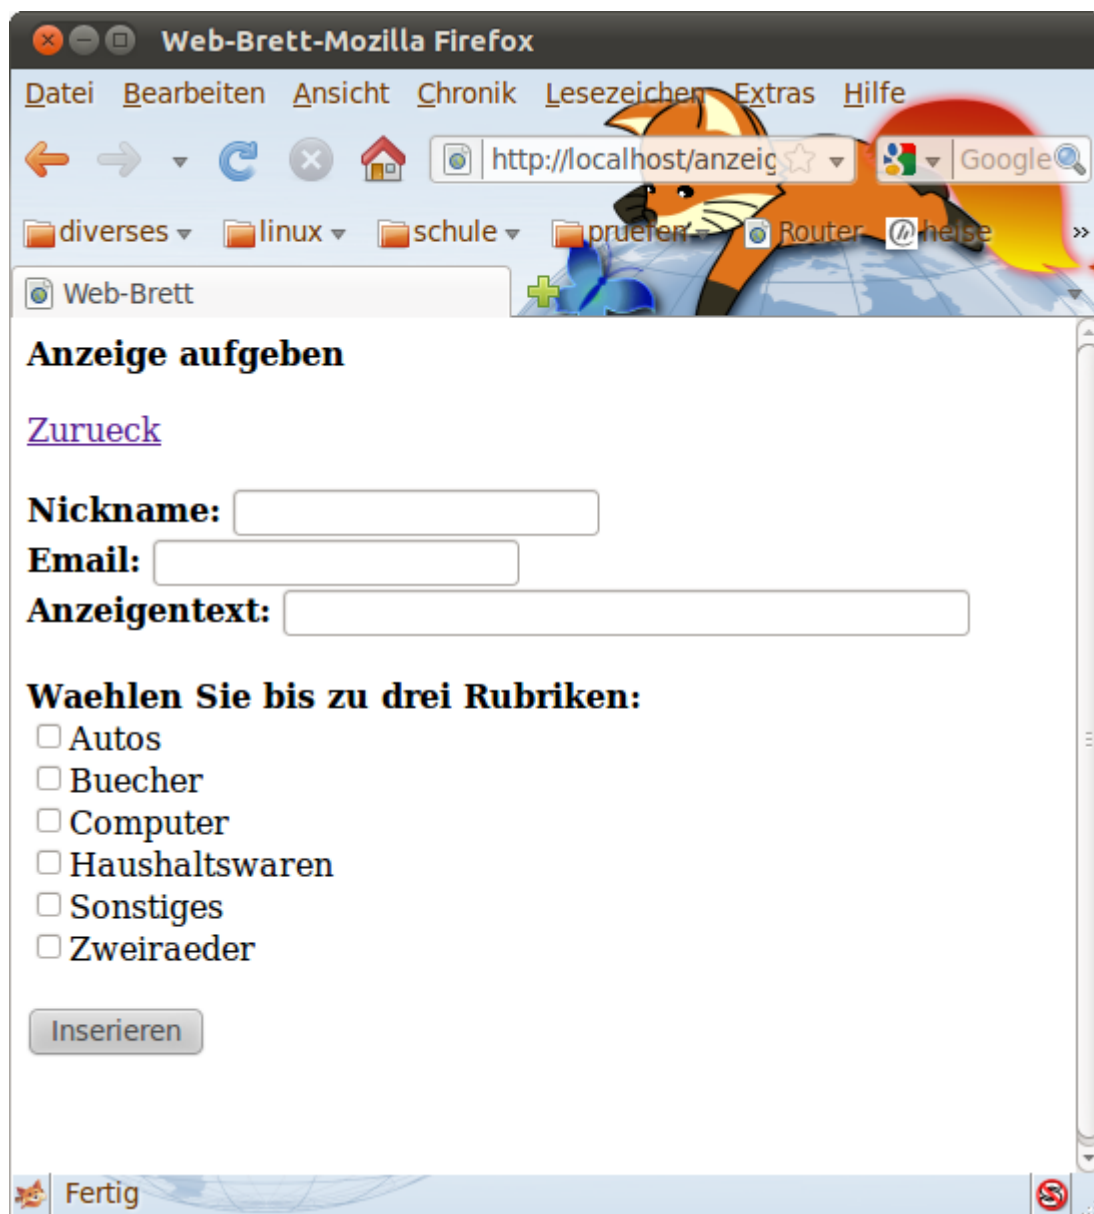 Web-Brett-Mozilla Firefox
Datei Bearbeiten Ansicht Chronik Lesezeichen Extras Hilfe
http://localhost/anzeig Google
diverses linux schule pruefen Router heise »
Web-Brett
Anzeige aufgeben
Zurueck
Nickname:
Email:
Anzeigentext:
Waehlen Sie bis zu drei Rubriken:
Autos
Buecher
Computer
Haushaltswaren
Sonstiges
Zweiraeder
Inserieren
Fertig